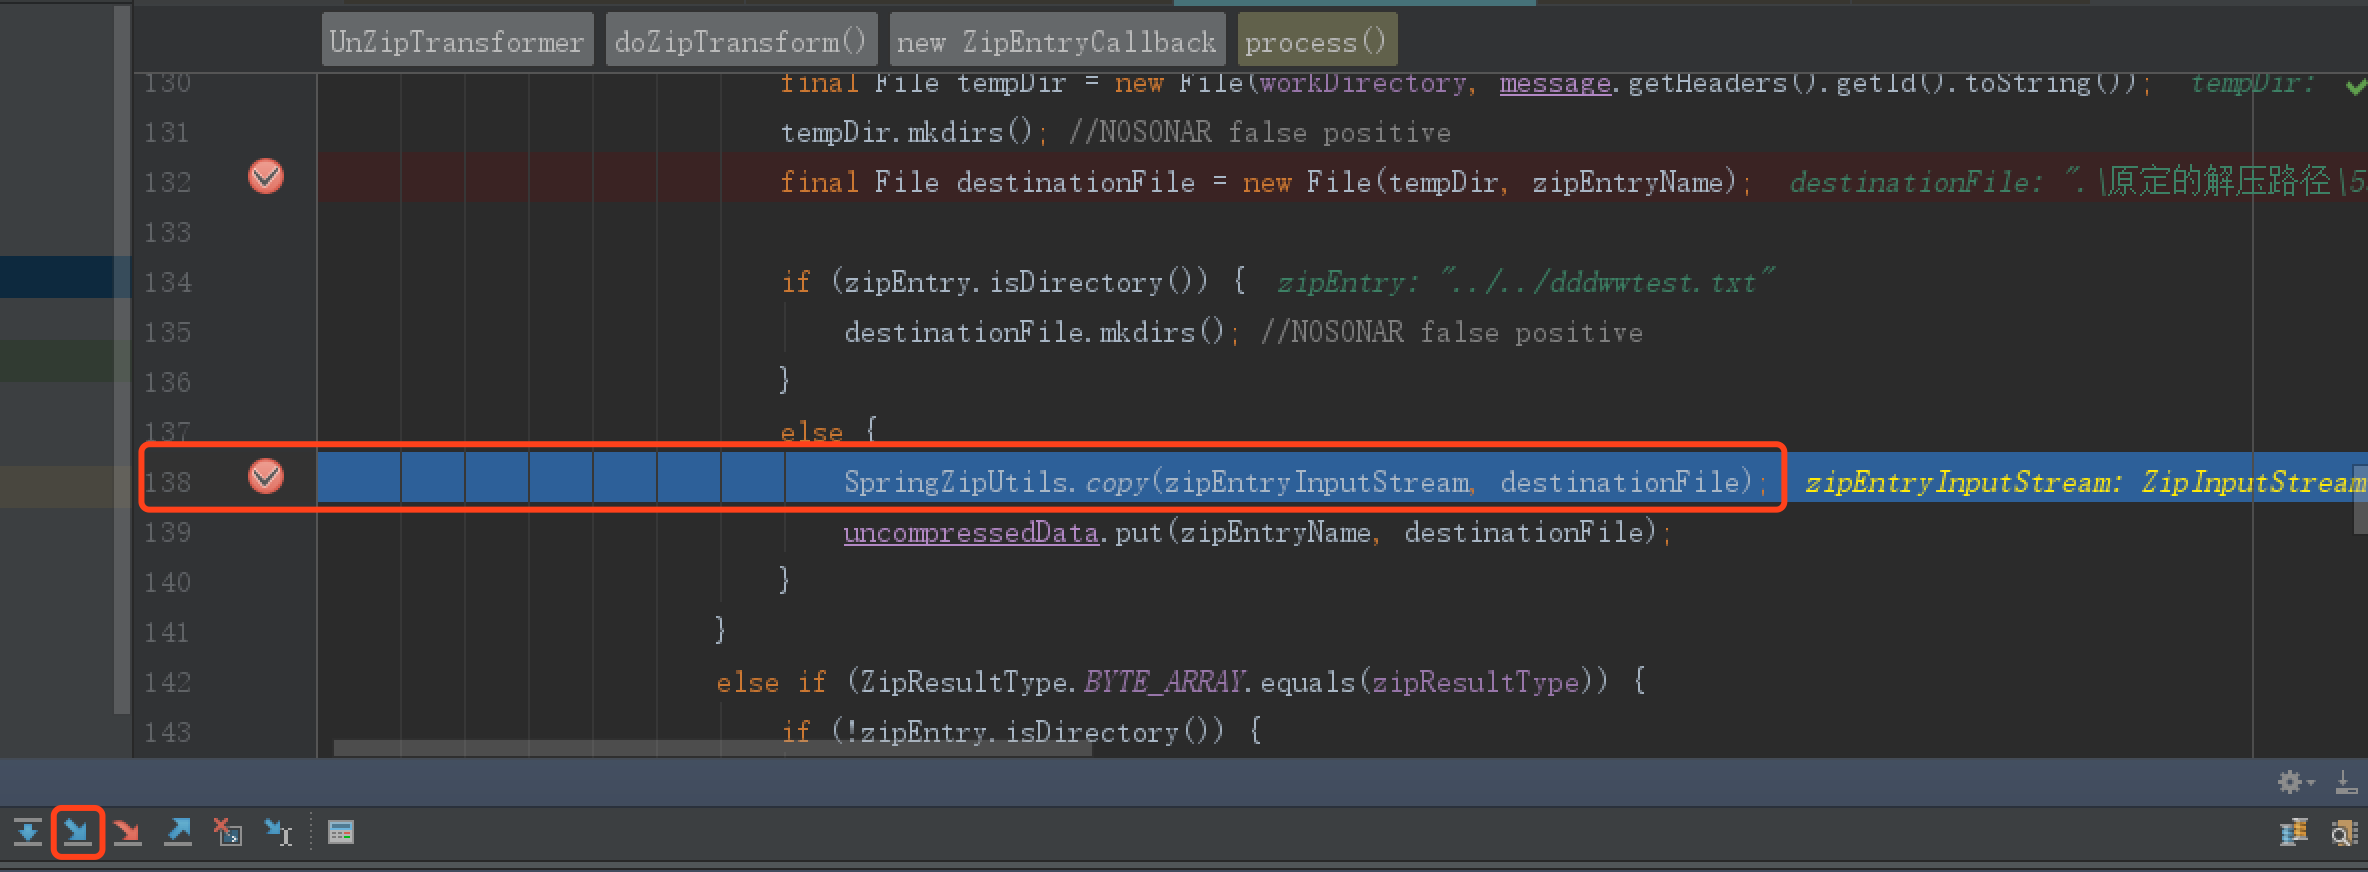 UnZipTransformer doZipTransform() new ZipEntryCallback process()
130 final File tempDir = new File(workDirectory, message.getHeaders().getId().toString()); tempDir:
131 tempDir.mkdirs(); //NOSONAR false positive
132 final File destinationFile = new File(tempDir, zipEntryName); destinationFile: ".\原定的解压路径\5
133
134 if (zipEntry.isDirectory()) { zipEntry: "../../dddwwtest.txt"
135 destinationFile.mkdirs(); //NOSONAR false positive
136 }
137 else {
138 SpringZipUtils.copy(zipEntryInputStream, destinationFile); zipEntryInputStream: ZipInputStream
139 uncompressedData.put(zipEntryName, destinationFile);
140 }
141 }
142 else if (ZipResultType.BYTE_ARRAY.equals(zipResultType)) {
143 if (!zipEntry.isDirectory()) {